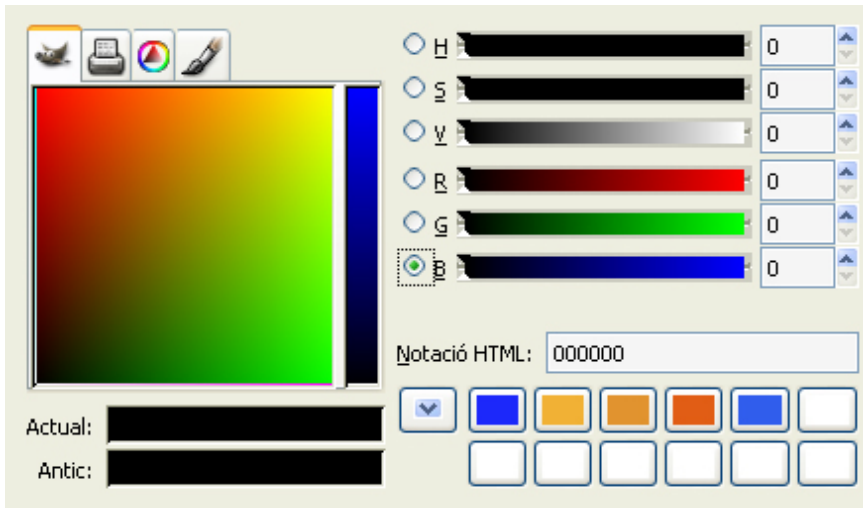 H 0
S 0
V 0
R 0
G 0
B 0
Notació HTML: 000000
Actual:
Antic: